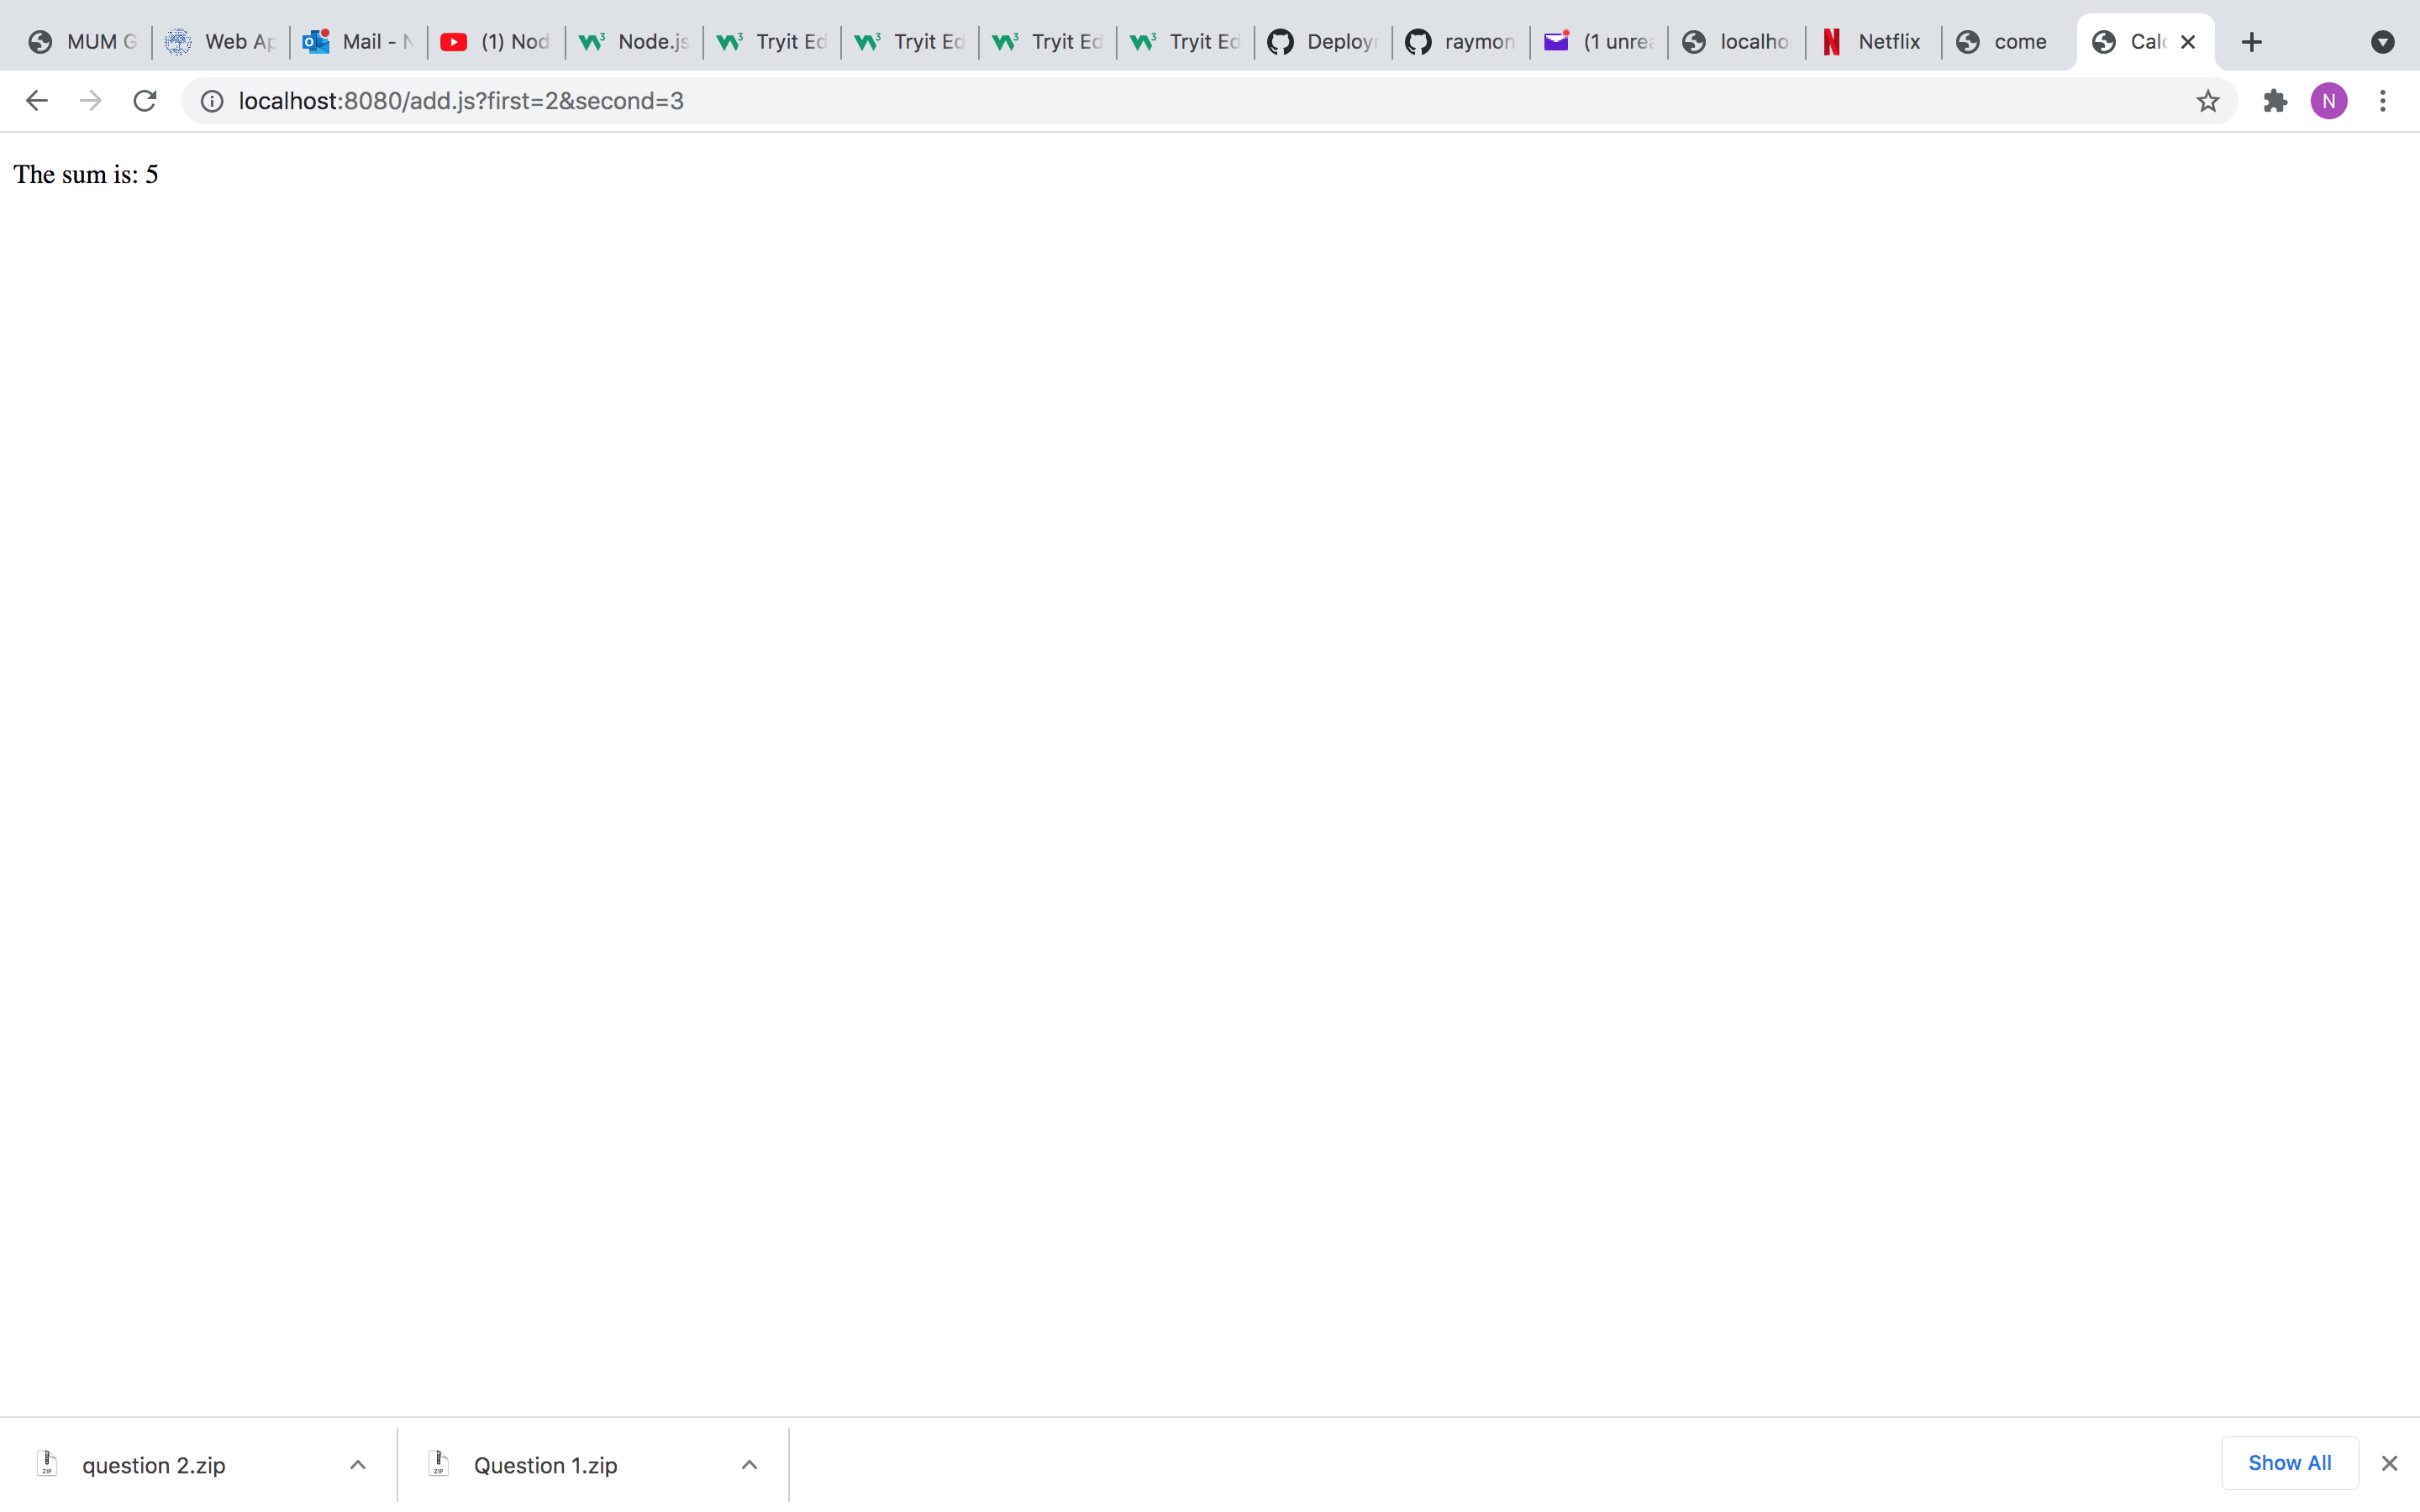 MUM G Web Ap Mail - N (1) Nod Node.js Tryit Ed Tryit Ed Tryit Ed Tryit Ed Deploy raymon (1 unrea localho Netflix come Calc
localhost:8080/add.js?first=2&second=3 N
The sum is: 5
question 2.zip Question 1.zip Show All